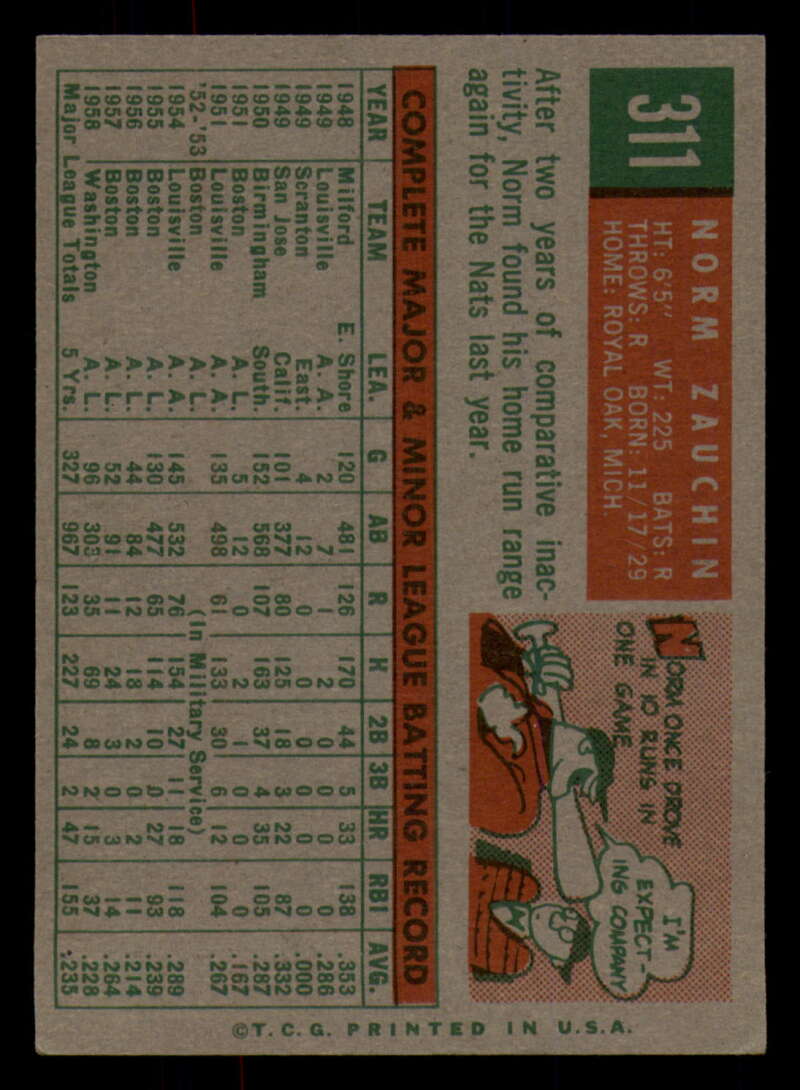 311
NORM ZAUCHIN
HT: 6'5" WT: 225 BATS: R
THROWS: R BORN: 11/17/29
HOME: ROYAL OAK, MICH.
After two years of comparative inac-
tivity, Norm found his home run range
again for the Nats last year.
NORM ONCE DROVE
IN 10 RUNS IN
ONE GAME
I'M
EXPECT-
ING COMPANY
COMPLETE MAJOR & MINOR LEAGUE BATTING RECORD
YEAR TEAM LEA. G AB R H 2B 3B HR RBI AVG.
1948 Milford E. Shore 120 481 126 170 44 5 33 138 .353
1949 Louisville A. A. 2 7 1 2 0 0 0 0 .286
1949 Scranton East. 4 12 0 0 0 0 0 0 .000
1949 San Jose Calif. 101 377 80 125 18 3 22 87 .332
1950 Birmingham South. 152 568 107 163 37 4 35 105 .287
1951 Boston A. L. 5 12 0 2 1 0 0 0 .167
1951 Louisville A. A. 135 498 61 133 30 6 12 104 .267
'52-'53 Boston (In Military Service)
1954 Louisville A. A. 145 532 76 154 27 11 18 118 .289
1955 Boston A. L. 130 477 65 114 10 0 27 93 .239
1956 Boston A. L. 44 84 12 18 2 0 2 11 .214
1957 Boston A. L. 52 91 11 24 3 0 3 14 .264
1958 Washington A. L. 96 303 35 69 8 2 15 37 .228
Major League Totals 5 Yrs. 327 967 123 227 24 2 47 155 .235
©T.C.G. PRINTED IN U.S.A.